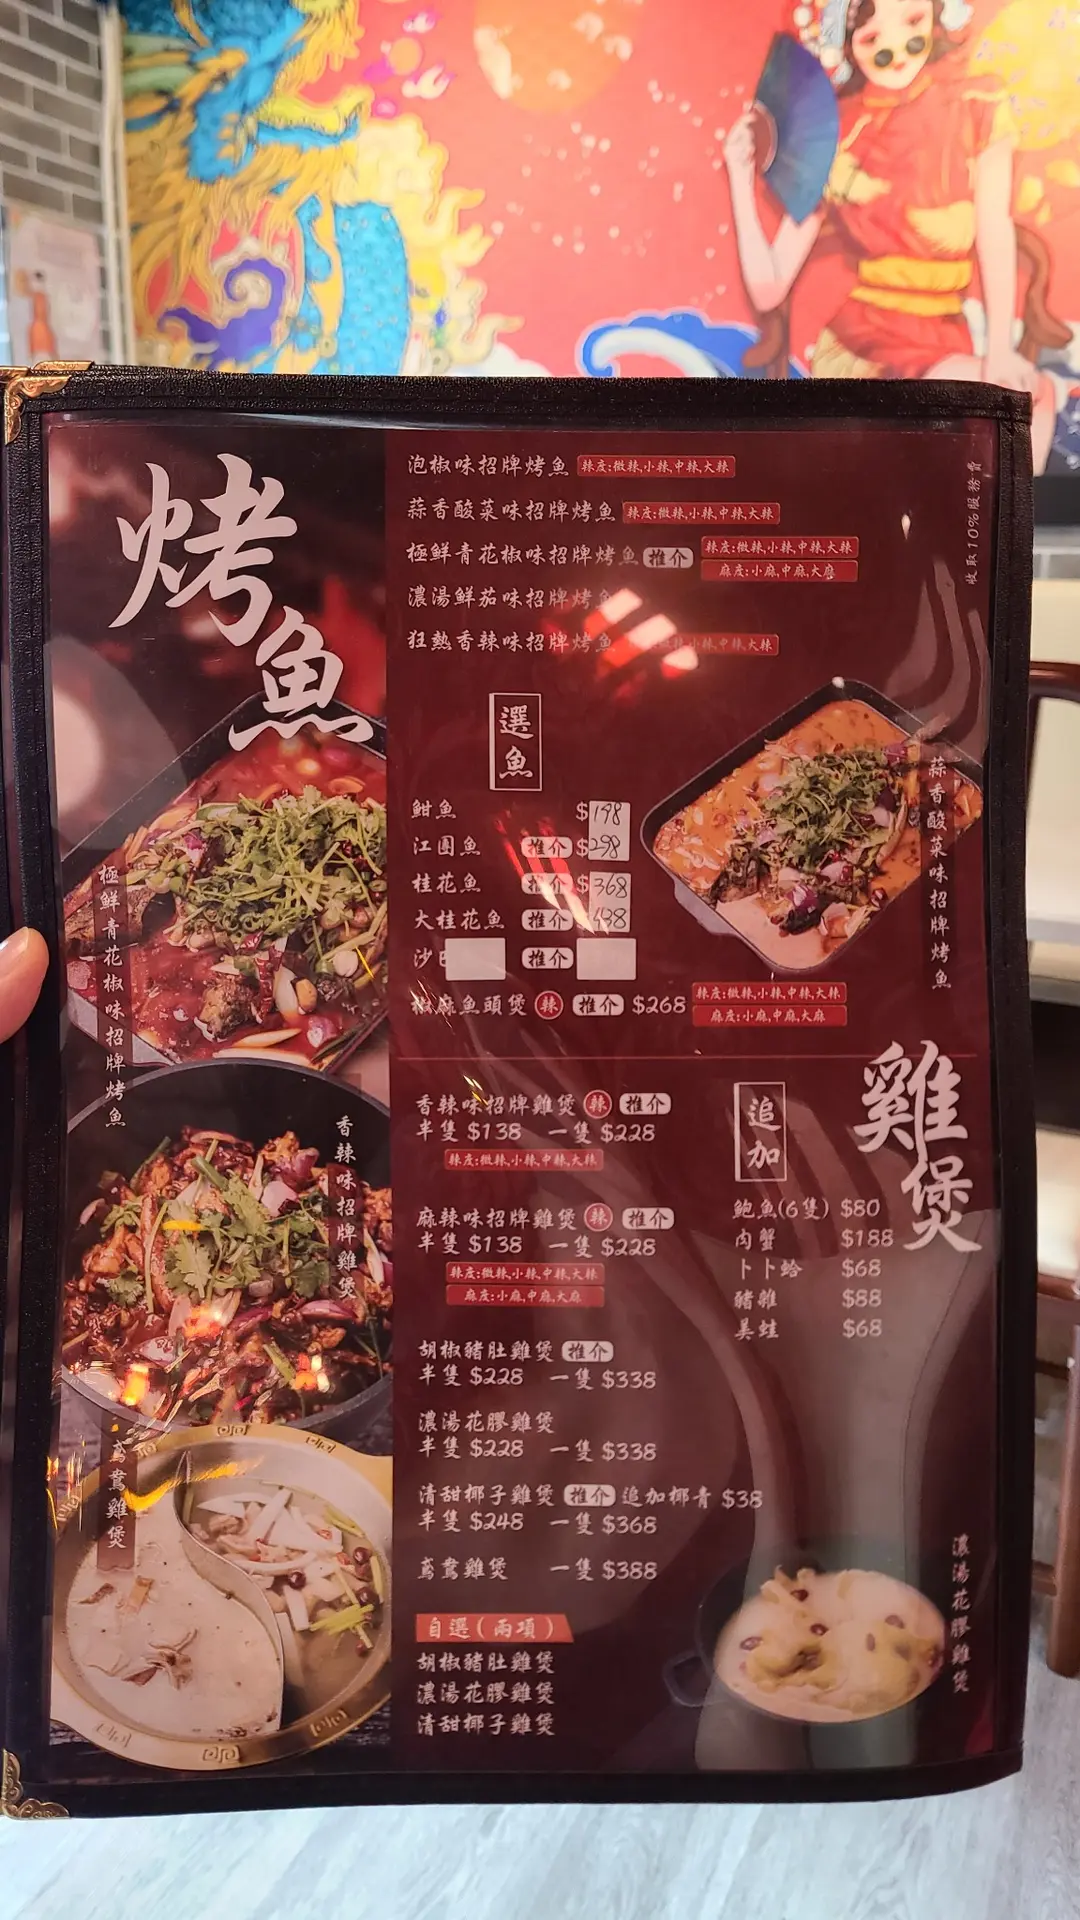 烤魚
泡椒味招牌烤魚 辣度:微辣,小辣,中辣,大辣
蒜香酸菜味招牌烤魚 辣度:微辣,小辣,中辣,大辣
極鮮青花椒味招牌烤魚 推介 辣度:微辣,小辣,中辣,大辣
麻度:小麻,中麻,大麻
濃湯鮮茄味招牌烤魚
狂熱香辣味招牌烤魚 小辣,中辣,大辣
收取10%服務費
選魚
鮂魚 $198
江團魚 推介 $298
桂花魚 推介 $368
大桂花魚 推介 438
沙 推介
椒麻魚頭煲 辣 推介 $268 辣度:微辣,小辣,中辣,大辣
麻度:小麻,中麻,大麻
蒜香酸菜味招牌烤魚
極鮮青花椒味招牌烤魚
雞煲
香辣味招牌雞煲 辣 推介
半隻 $138 一隻 $228
辣度:微辣,小辣,中辣,大辣
麻辣味招牌雞煲 辣 推介
半隻 $138 一隻 $228
辣度:微辣,小辣,中辣,大辣
麻度:小麻,中麻,大麻
胡椒豬肚雞煲 推介
半隻 $228 一隻 $338
濃湯花膠雞煲
半隻 $228 一隻 $338
清甜椰子雞煲 推介 追加椰青 $38
半隻 $248 一隻 $368
鴛鴦雞煲 一隻 $388
自選(兩項)
胡椒豬肚雞煲
濃湯花膠雞煲
清甜椰子雞煲
追加
鮑魚(6隻) $80
肉蟹 $188
卜卜蛤 $68
豬雜 $88
美蛙 $68
香辣味招牌雞煲
鴛鴦雞煲
濃湯花膠雞煲